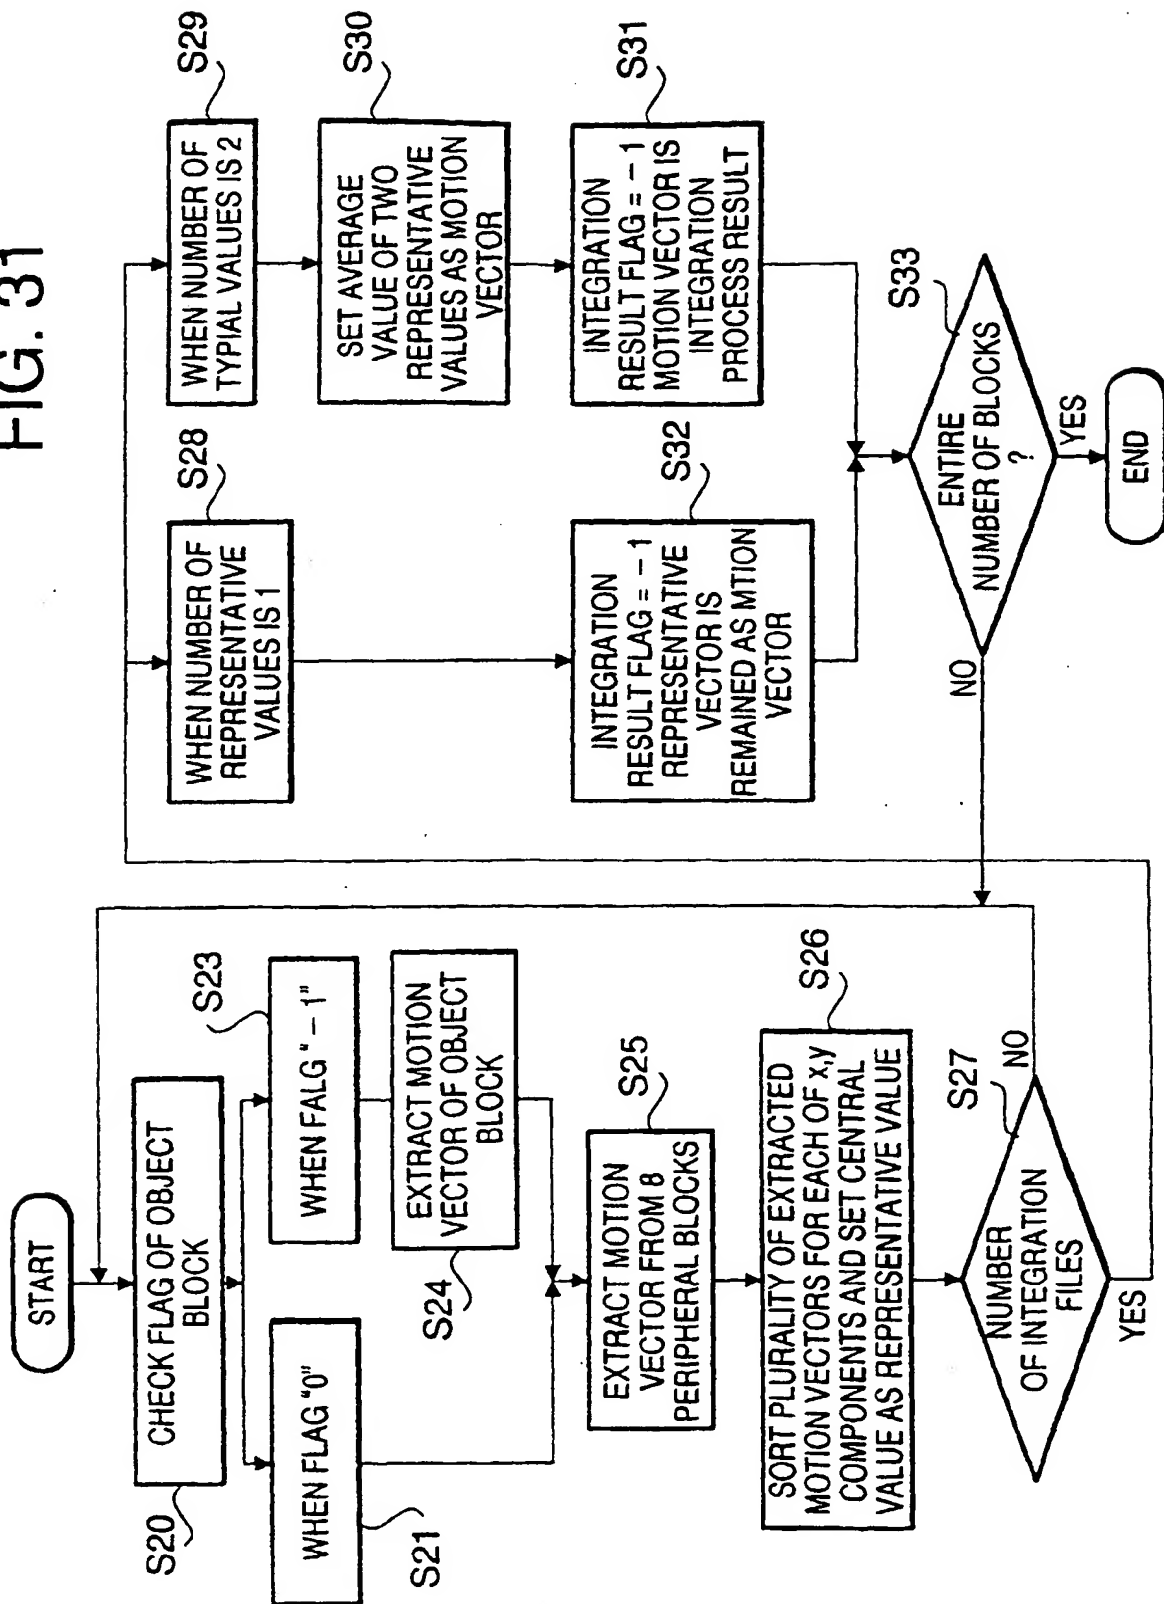 FIG. 31
START
CHECK FLAG OF OBJECT
BLOCK
S20
WHEN FLAG "0"
S21
WHEN FALG " – 1"
S23
EXTRACT MOTION
VECTOR OF OBJECT
BLOCK
S24
EXTRACT MOTION
VECTOR FROM 8
PERIPHERAL BLOCKS
S25
SORT PLURALITY OF EXTRACTED
MOTION VECTORS FOR EACH OF x,y
COMPONENTS AND SET CENTRAL
VALUE AS REPRESENTATIVE VALUE
S26
NUMBER
OF INTEGRATION
FILES
S27
NO
YES
WHEN NUMBER OF
REPRESENTATIVE
VALUES IS 1
S28
WHEN NUMBER OF
TYPIAL VALUES IS 2
S29
SET AVERAGE
VALUE OF TWO
REPRESENTATIVE
VALUES AS MOTION
VECTOR
S30
INTEGRATION
RESULT FLAG = – 1
MOTION VECTOR IS
INTEGRATION
PROCESS RESULT
S31
INTEGRATION
RESULT FLAG = – 1
REPRESENTATIVE
VECTOR IS
REMAINED AS MTION
VECTOR
S32
ENTIRE
NUMBER OF BLOCKS
?
S33
NO
YES
END